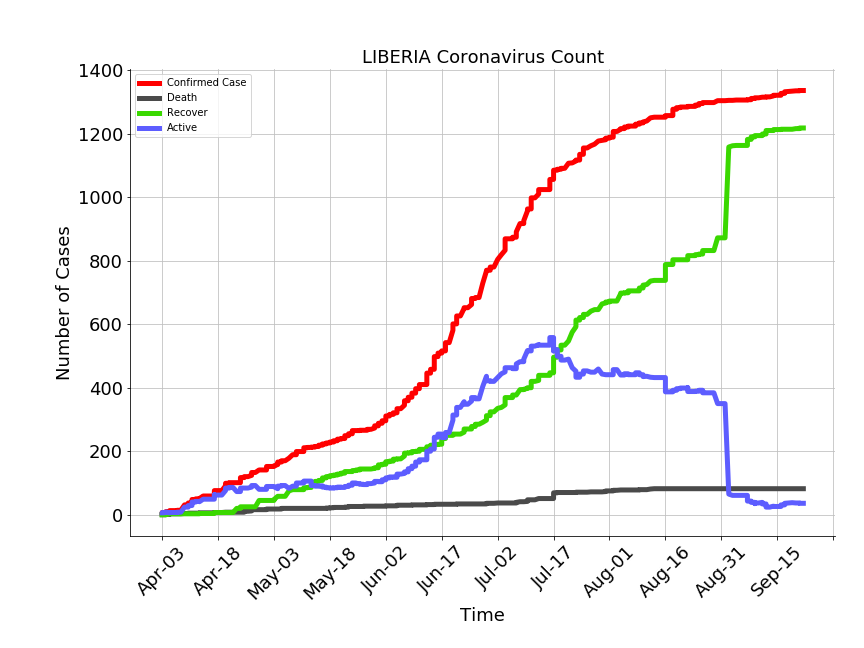 LIBERIA Coronavirus Count
Confirmed Case
Death
Recover
Active
Number of Cases
1400
1200
1000
800
600
400
200
0
Apr-03
Apr-18
May-03
May-18
Jun-02
Jun-17
Jul-02
Jul-17
Aug-01
Aug-16
Aug-31
Sep-15
Time